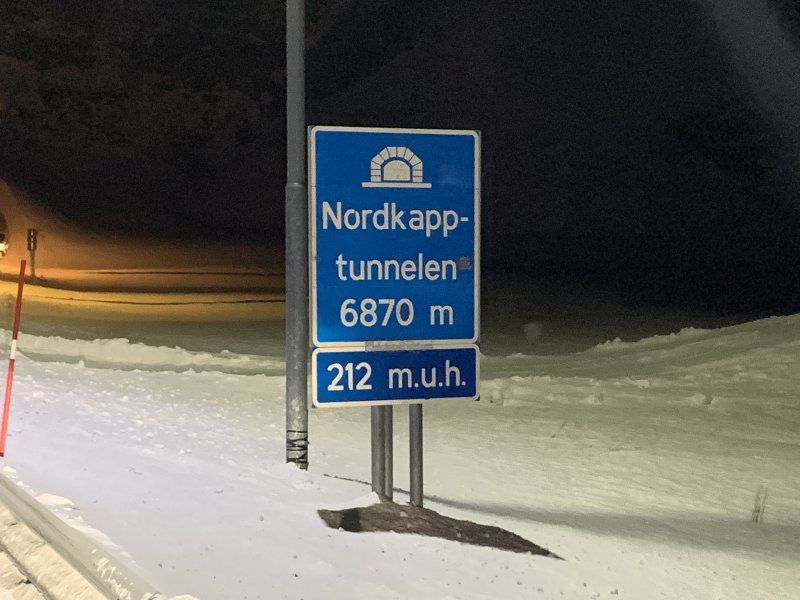 Nordkapp-
tunnelen
6870 m
212 m.u.h.